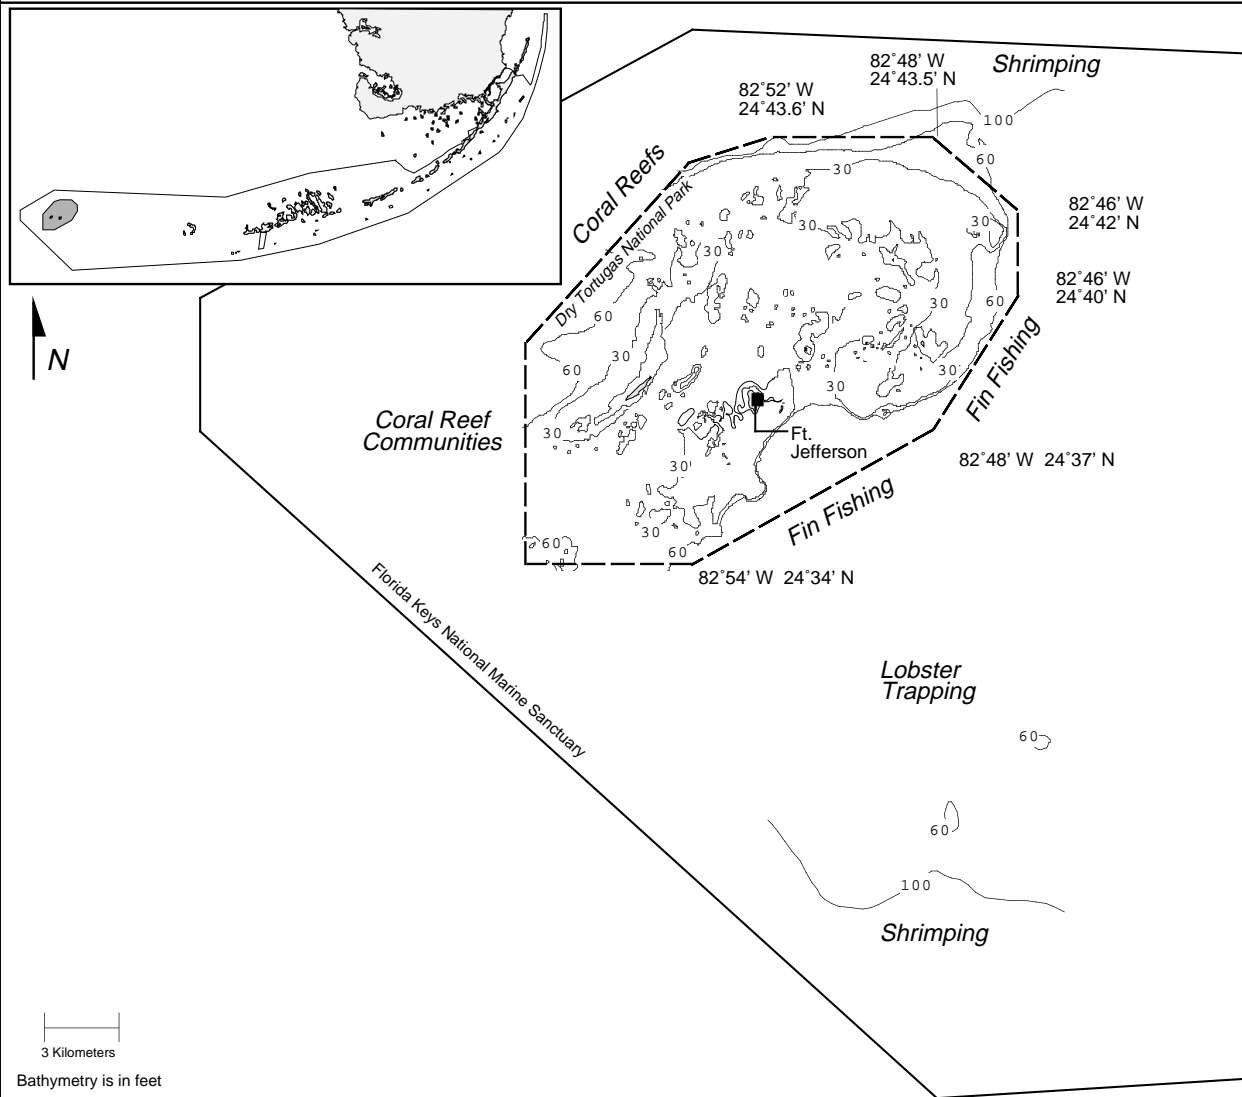 Shrimping
82˚48' W
24˚43.5' N
82˚52' W
24˚43.6' N
100
60
30
Coral Reefs
Dry Tortugas National Park
82˚46' W
24˚42' N
30
30
30
82˚46' W
24˚40' N
60
30
60
30
60
30
30
N
Fin Fishing
Coral Reef
Communities
30
Ft.
Jefferson
82˚48' W 24˚37' N
30
Fin Fishing
30
60
60
82˚54' W 24˚34' N
Florida Keys National Marine Sanctuary
Lobster
Trapping
60
60
100
Shrimping
3 Kilometers
Bathymetry is in feet